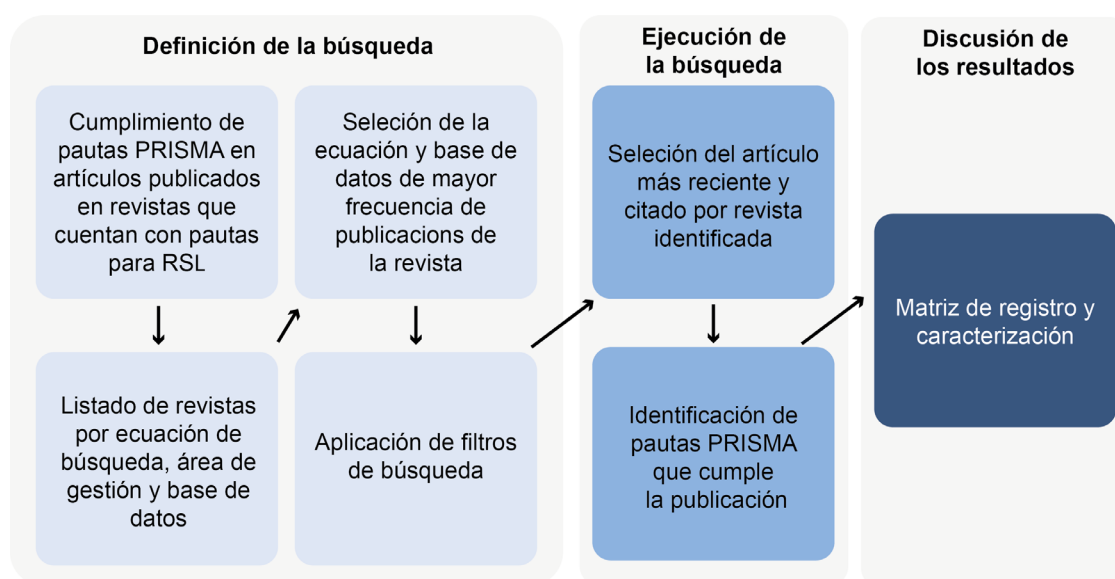 Definición de la búsqueda
Cumplimiento de
pautas PRISMA en
artículos publicados
en revistas que
cuentan con pautas
para RSL
Listado de revistas
por ecuación de
búsqueda, área de
gestión y base de
datos
Seleción de la
ecuación y base de
datos de mayor
frecuencia de
publicacions de
la revista
Aplicación de filtros
de búsqueda
Ejecución de
la búsqueda
Seleción del artículo
más reciente y
citado por revista
identificada
Identificación de
pautas PRISMA
que cumple
la publicación
Discusión de
los resultados
Matriz de registro y
caracterización